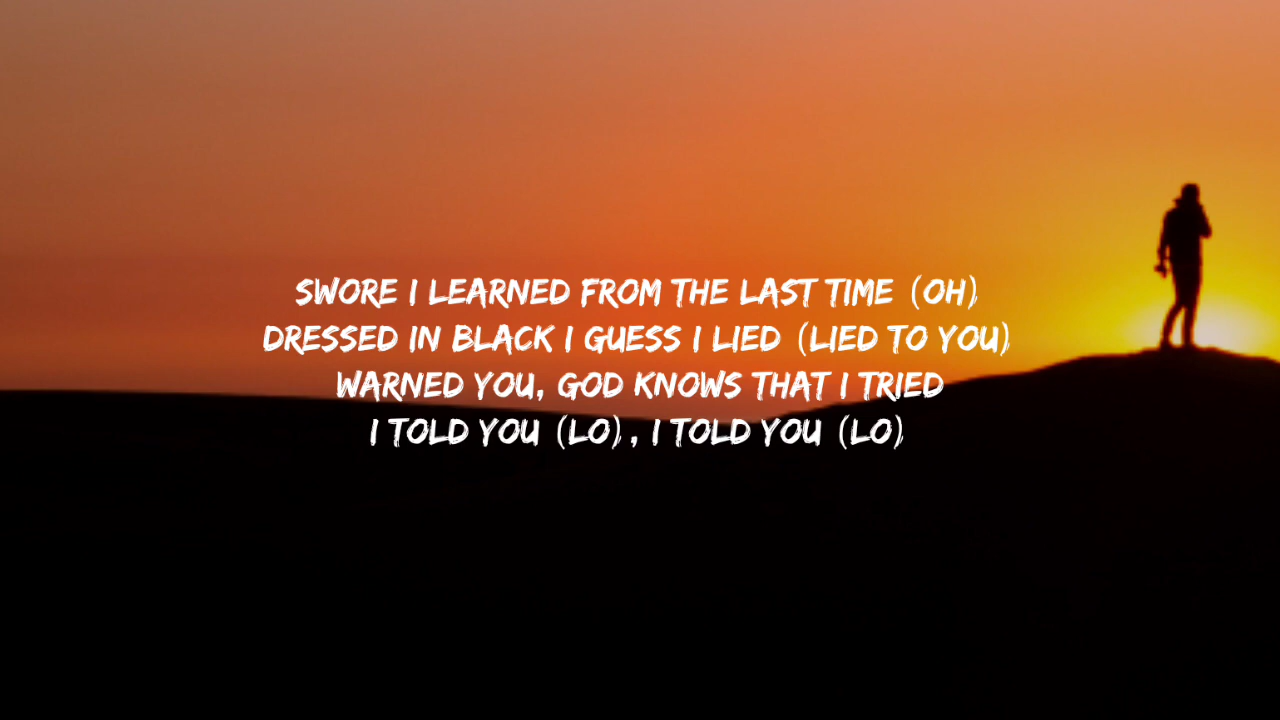 SWORE I LEARNED FROM THE LAST TIME (OH)
DRESSED IN BLACK I GUESS I LIED (LIED TO YOU)
WARNED YOU, GOD KNOWS THAT I TRIED
I TOLD YOU (LO), I TOLD YOU (LO)